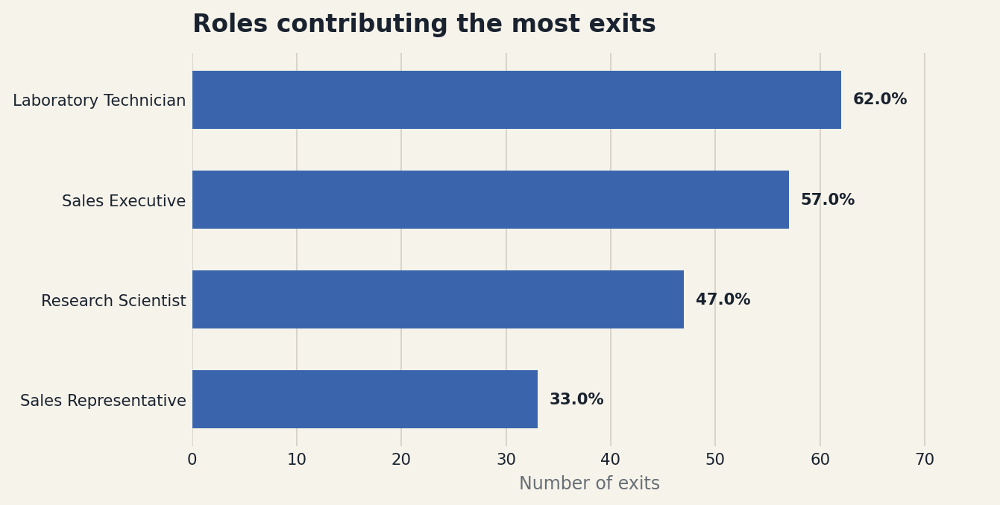 Roles contributing the most exits
Laboratory Technician
62.0%
Sales Executive
57.0%
Research Scientist
47.0%
Sales Representative
33.0%
0 10 20 30 40 50 60 70
Number of exits